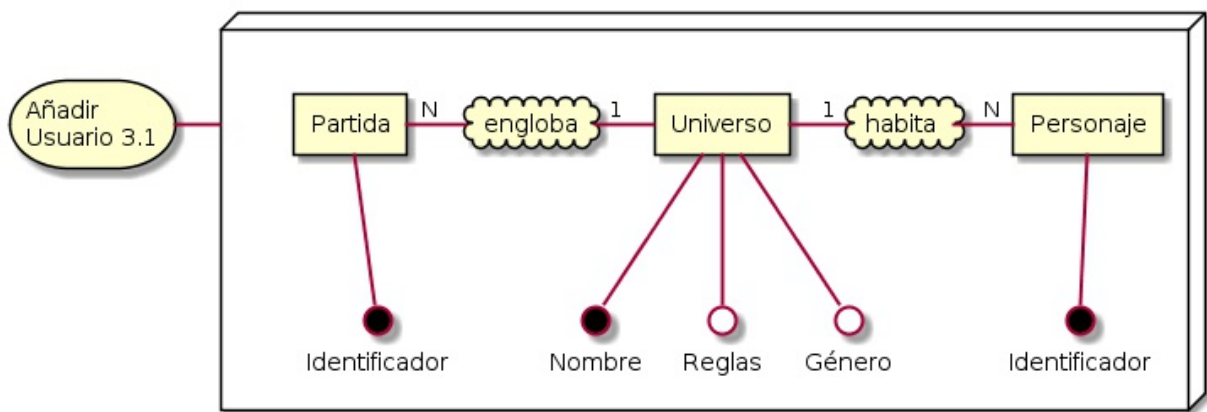 Añadir
Usuario 3.1
Partida
N
engloba
1
Universo
1
habita
N
Personaje
Identificador
Nombre
Reglas
Género
Identificador